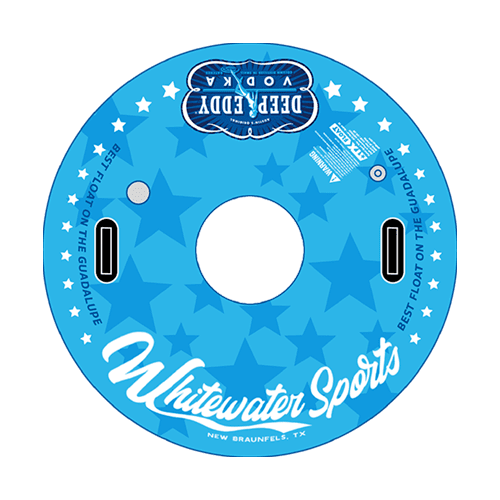 DEEP EDDY
VODKA
BEST FLOAT ON THE GUADALUPE
WARNING
BEST FLOAT ON THE GUADALUPE
Whitewater Sports
NEW BRAUNFELS, TX